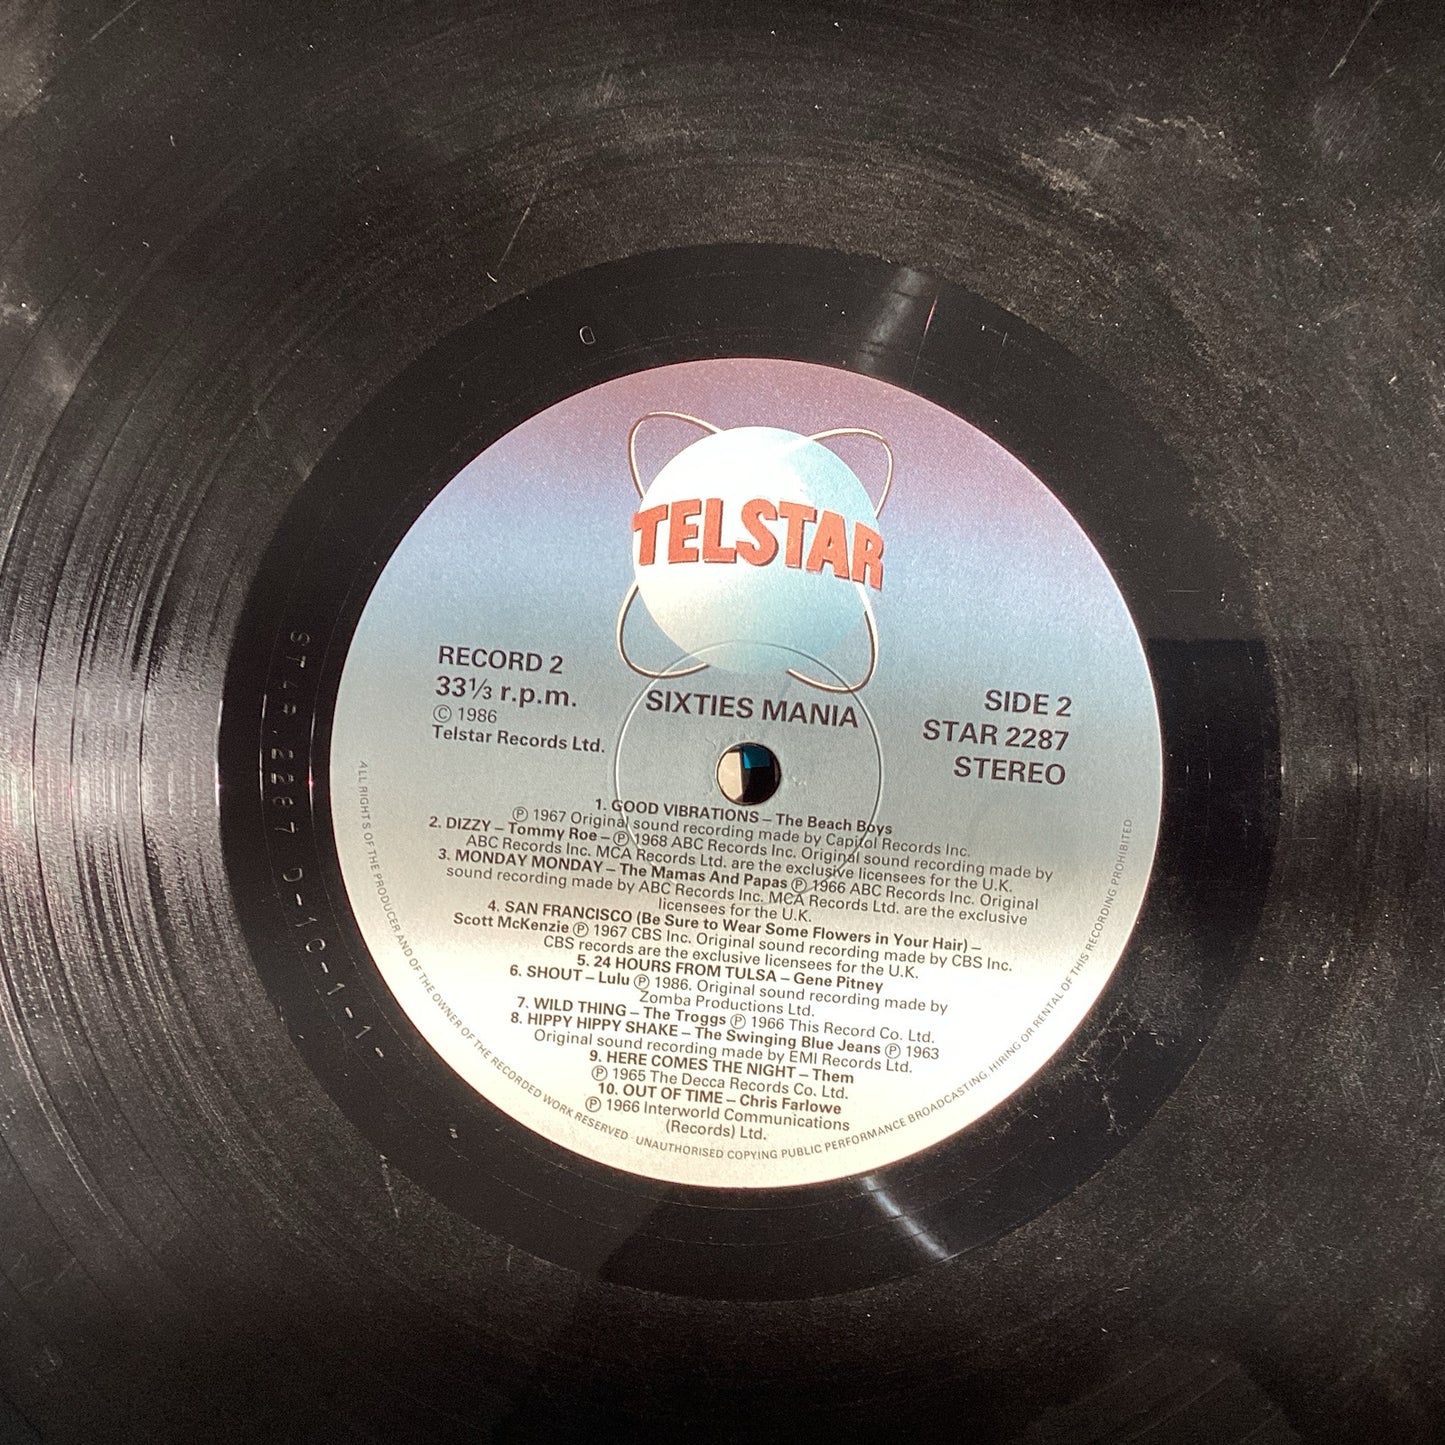 TELSTAR
RECORD 2
33⅓ r.p.m.
© 1986
Telstar Records Ltd.
SIXTIES MANIA
SIDE 2
STAR 2287
STEREO
1. GOOD VIBRATIONS – The Beach Boys
℗ 1967 Original sound recording made by Capitol Records Inc.
2. DIZZY – Tommy Roe – ℗ 1968 ABC Records Inc. Original sound recording made by
ABC Records Inc. MCA Records Ltd. are the exclusive licensees for the U.K.
3. MONDAY MONDAY – The Mamas And Papas ℗ 1966 ABC Records Inc. Original
sound recording made by ABC Records Inc. MCA Records Ltd. are the exclusive
licensees for the U.K.
4. SAN FRANCISCO (Be Sure to Wear Some Flowers in Your Hair) –
Scott McKenzie ℗ 1967 CBS Inc. Original sound recording made by CBS Inc.
CBS records are the exclusive licensees for the U.K.
5. 24 HOURS FROM TULSA – Gene Pitney
6. SHOUT – Lulu ℗ 1986. Original sound recording made by
Zomba Productions Ltd.
7. WILD THING – The Troggs ℗ 1966 This Record Co. Ltd.
8. HIPPY HIPPY SHAKE – The Swinging Blue Jeans ℗ 1963
Original sound recording made by EMI Records Ltd.
9. HERE COMES THE NIGHT – Them
℗ 1965 The Decca Records Co. Ltd.
10. OUT OF TIME – Chris Farlowe
℗ 1966 Interworld Communications
(Records) Ltd.
ALL RIGHTS OF THE PRODUCER AND OF THE OWNER OF THE RECORDED WORK RESERVED · UNAUTHORISED COPYING PUBLIC PERFORMANCE BROADCASTING, HIRING OR RENTAL OF THIS RECORDING PROHIBITED